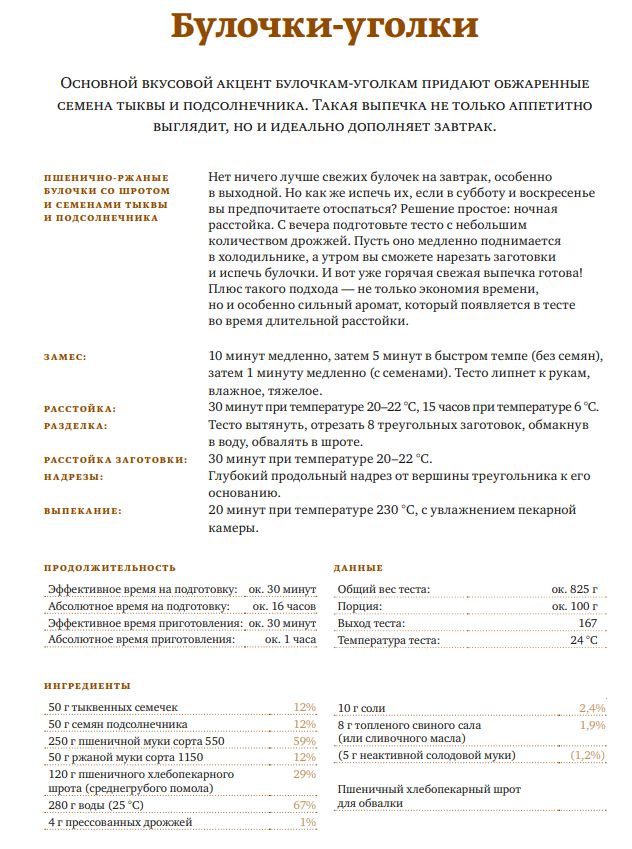 Булочки-уголки
Основной вкусовой акцент булочкам-уголкам придают обжаренные
семена тыквы и подсолнечника. Такая выпечка не только аппетитно
выглядит, но и идеально дополняет завтрак.
пшенично-ржаные
булочки со шротом
и семенами тыквы
и подсолнечника
Нет ничего лучше свежих булочек на завтрак, особенно
в выходной. Но как же испечь их, если в субботу и воскресенье
вы предпочитаете отоспаться? Решение простое: ночная
расстойка. С вечера подготовьте тесто с небольшим
количеством дрожжей. Пусть оно медленно поднимается
в холодильнике, а утром вы сможете нарезать заготовки
и испечь булочки. И вот уже горячая свежая выпечка готова!
Плюс такого подхода — не только экономия времени,
но и особенно сильный аромат, который появляется в тесте
во время длительной расстойки.
замес:
10 минут медленно, затем 5 минут в быстром темпе (без семян),
затем 1 минуту медленно (с семенами). Тесто липнет к рукам,
влажное, тяжелое.
расстойка:
30 минут при температуре 20–22 °C, 15 часов при температуре 6 °C.
разделка:
Тесто вытянуть, отрезать 8 треугольных заготовок, обмакнув
в воду, обвалять в шроте.
расстойка заготовки:
30 минут при температуре 20–22 °C.
надрезы:
Глубокий продольный надрез от вершины треугольника к его
основанию.
выпекание:
20 минут при температуре 230 °C, с увлажнением пекарной
камеры.
продолжительность
Эффективное время на подготовку: ок. 30 минут
Абсолютное время на подготовку: ок. 16 часов
Эффективное время приготовления: ок. 30 минут
Абсолютное время приготовления: ок. 1 часа
данные
Общий вес теста: ок. 825 г
Порция: ок. 100 г
Выход теста: 167
Температура теста: 24 °C
ингредиенты
50 г тыквенных семечек 12%
50 г семян подсолнечника 12%
250 г пшеничной муки сорта 550 59%
50 г ржаной муки сорта 1150 12%
120 г пшеничного хлебопекарного 29%
шрота (среднегрубого помола)
280 г воды (25 °C) 67%
4 г прессованных дрожжей 1%
10 г соли 2,4%
8 г топленого свиного сала 1,9%
(или сливочного масла)
(5 г неактивной солодовой муки) (1,2%)
Пшеничный хлебопекарный шрот
для обвалки